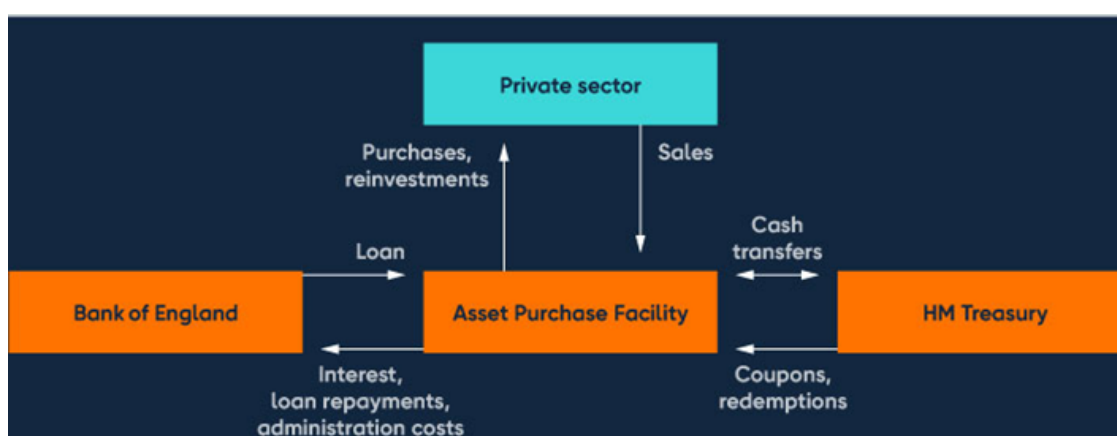 Private sector
Purchases,
reinvestments
Sales
Loan
Cash
transfers
Bank of England
Asset Purchase Facility
HM Treasury
Interest,
loan repayments,
administration costs
Coupons,
redemptions